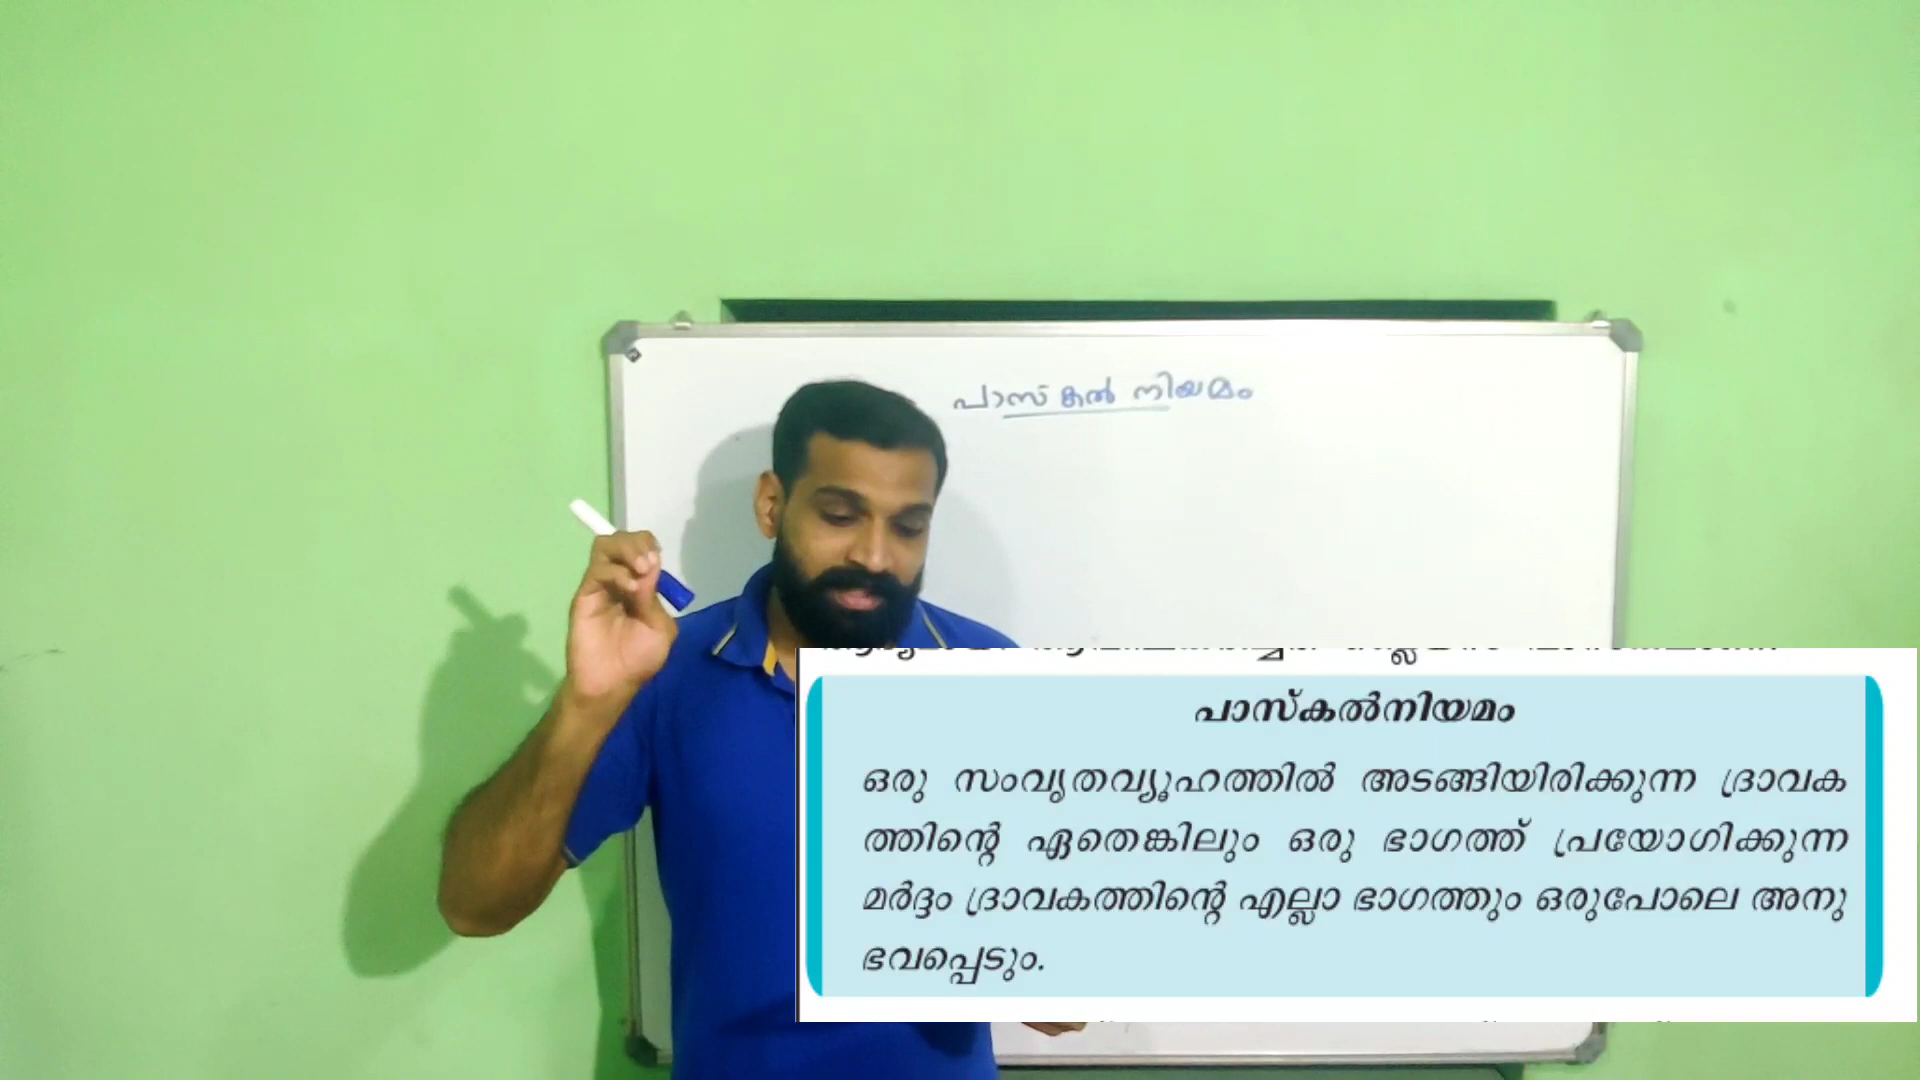 പാസ്കൽ നിയമം
പാസ്കൽനിയമം
ഒരു സംവൃതവ്യൂഹത്തിൽ അടങ്ങിയിരിക്കുന്ന ദ്രാവക
ത്തിന്റെ ഏതെങ്കിലും ഒരു ഭാഗത്ത് പ്രയോഗിക്കുന്ന
മർദ്ദം ദ്രാവകത്തിന്റെ എല്ലാ ഭാഗത്തും ഒരുപോലെ അനു
ഭവപ്പെടും.